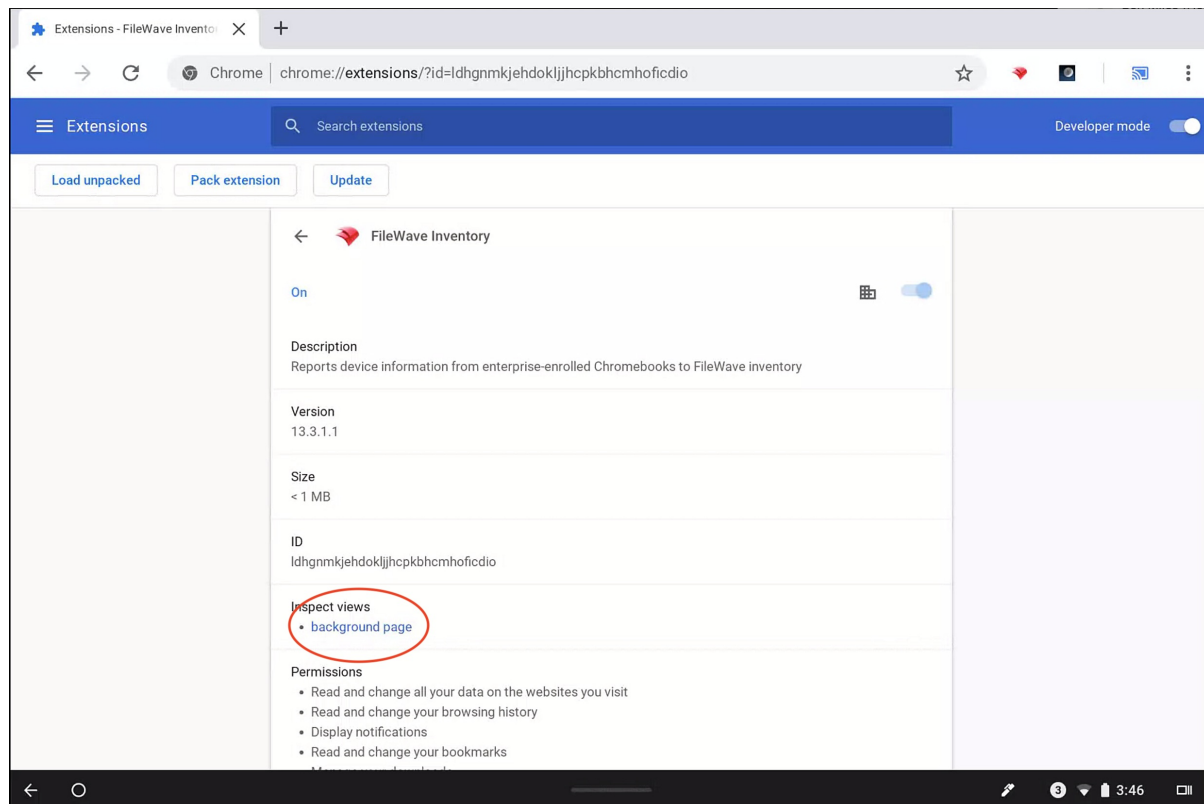 Extensions - FileWave Invento
Chrome chrome://extensions/?id=ldhgnmkjehdokljjhcpkbhcmhoficdio
Extensions Search extensions Developer mode
Load unpacked Pack extension Update
FileWave Inventory
On
Description
Reports device information from enterprise-enrolled Chromebooks to FileWave inventory
Version
13.3.1.1
Size
< 1 MB
ID
ldhgnmkjehdokljjhcpkbhcmhoficdio
Inspect views
• background page
Permissions
• Read and change all your data on the websites you visit
• Read and change your browsing history
• Display notifications
• Read and change your bookmarks
3 3:46